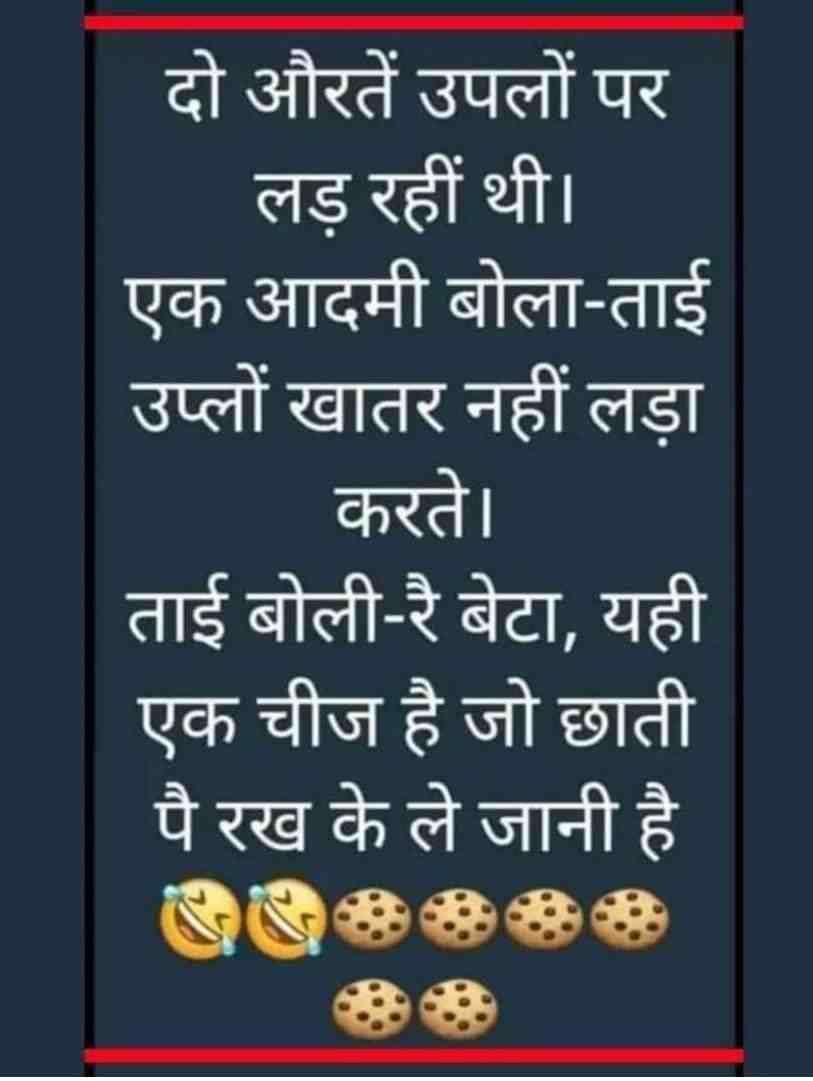 दो औरतें उपलों पर
लड़ रहीं थी।
एक आदमी बोला-ताई
उप्लों खातर नहीं लड़ा
करते।
ताई बोली-रै बेटा, यही
एक चीज है जो छाती
पै रख के ले जानी है
🤣🤣🍪🍪🍪🍪
🍪🍪